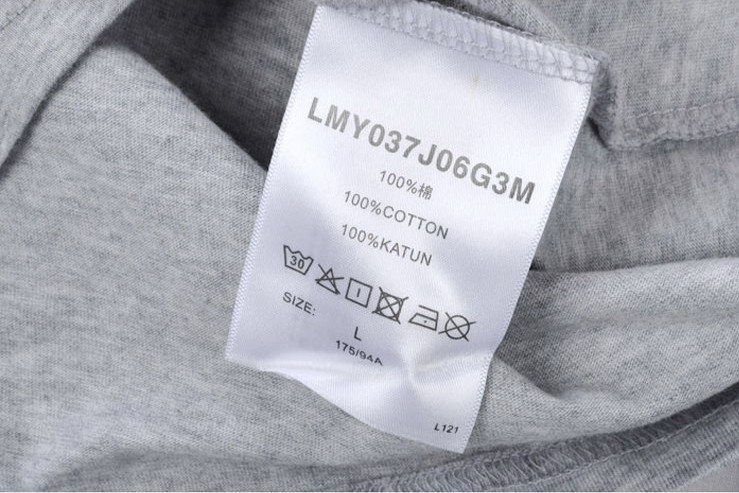 LMY037J06G3M
100%棉
100%COTTON
100%KATUN
30
SIZE:
L
175/94A
L121